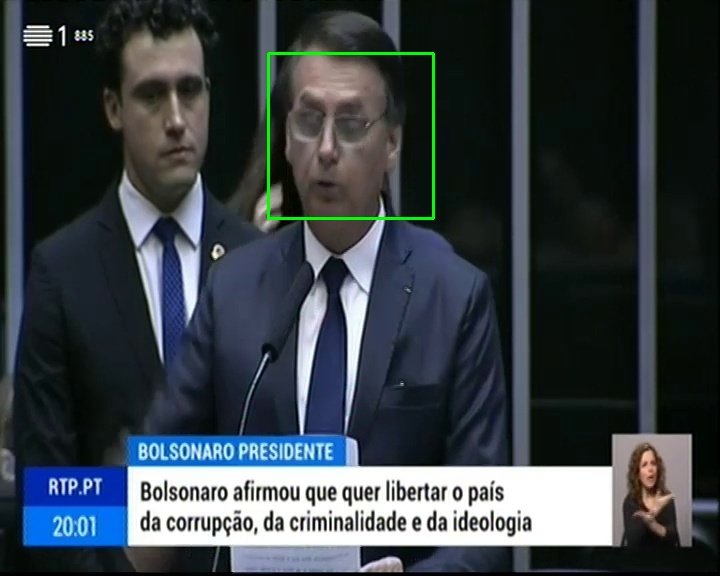 1 885
BOLSONARO PRESIDENTE
RTP.PT
Bolsonaro afirmou que quer libertar o país
20:01
da corrupção, da criminalidade e da ideologia